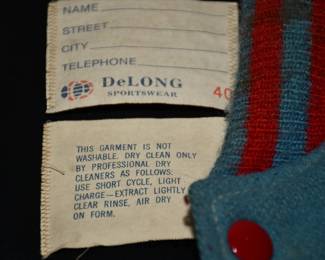 NAME
STREET
CITY
TELEPHONE
DeLONG
SPORTSWEAR
40
THIS GARMENT IS NOT
WASHABLE. DRY CLEAN ONLY
BY PROFESSIONAL DRY
CLEANERS AS FOLLOWS:
USE SHORT CYCLE, LIGHT
CHARGE—EXTRACT LIGHTLY
CLEAR RINSE, AIR DRY
ON FORM.